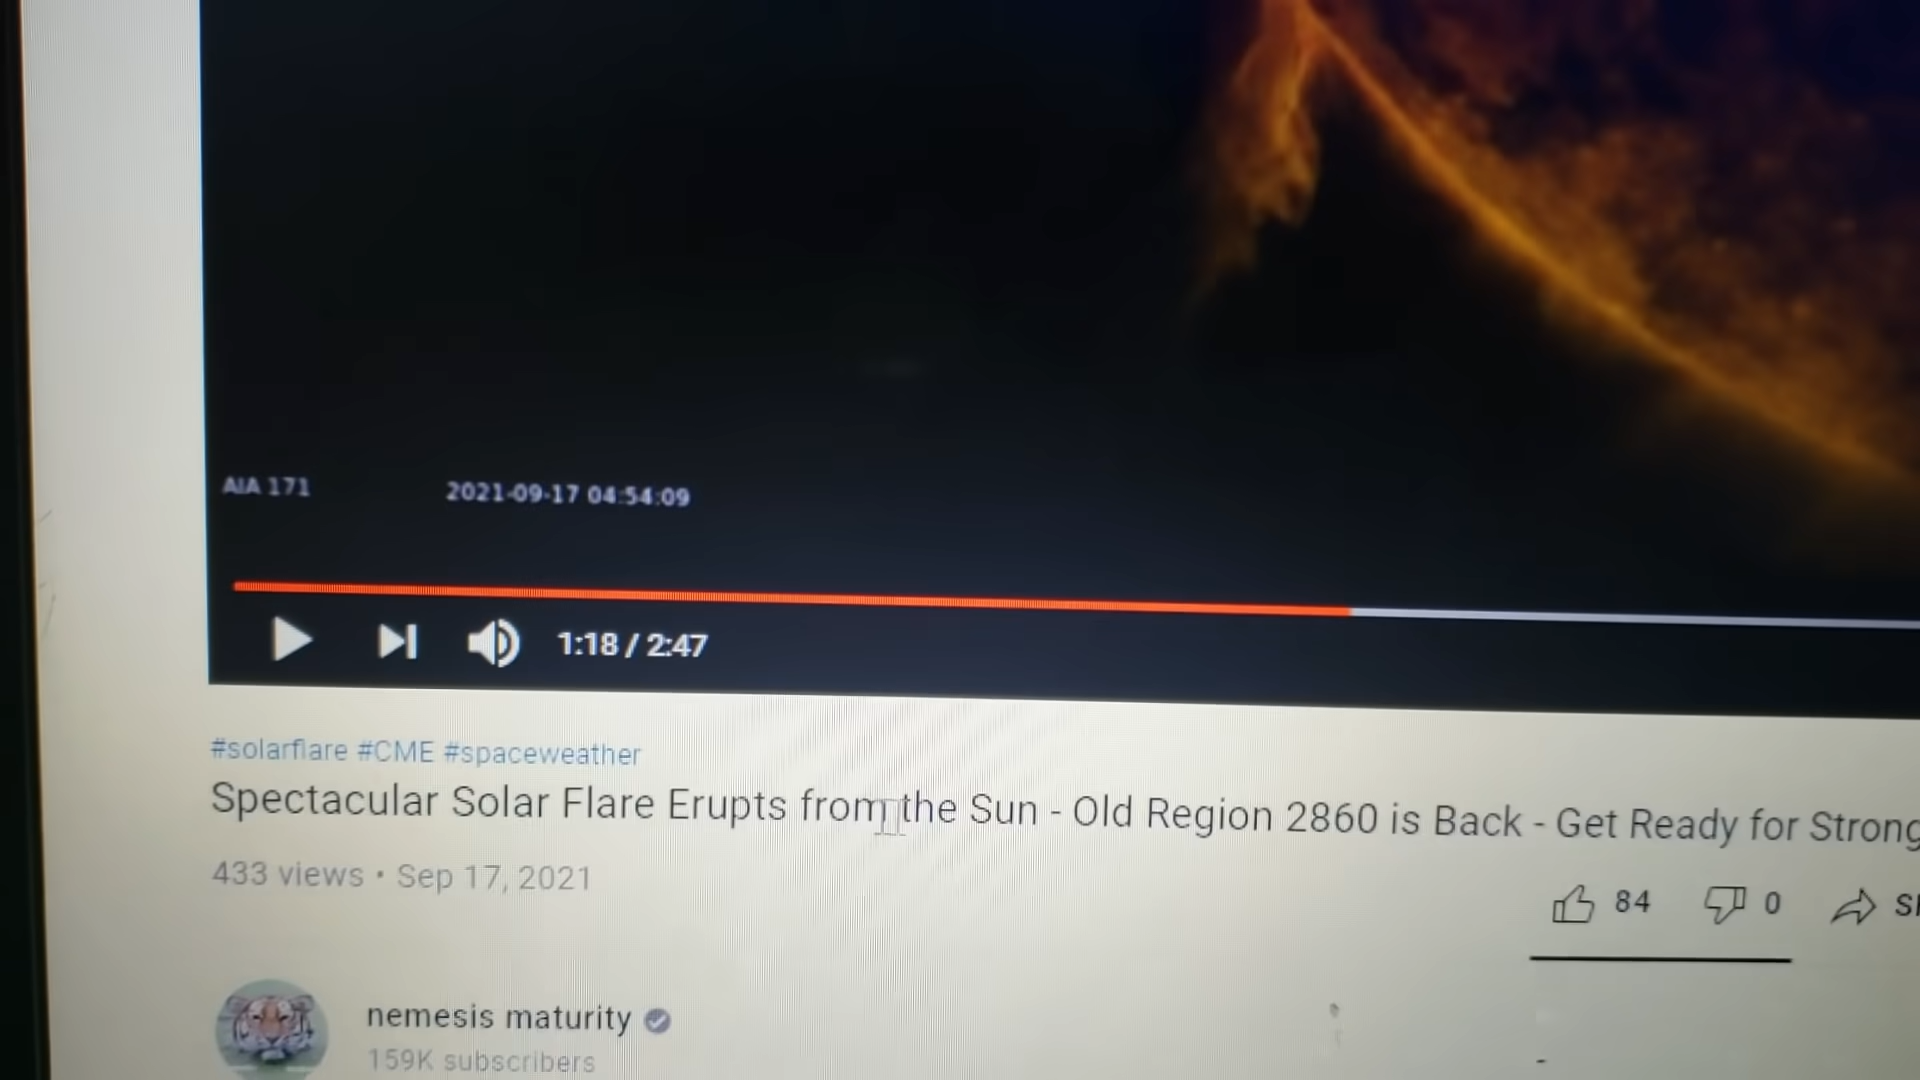 AIA 171 2021-09-17 04:54:09
1:18 / 2:47
#solarflare #CME #spaceweather
Spectacular Solar Flare Erupts from the Sun - Old Region 2860 is Back - Get Ready for Strong
433 views • Sep 17, 2021
84 0
nemesis maturity
159K subscribers